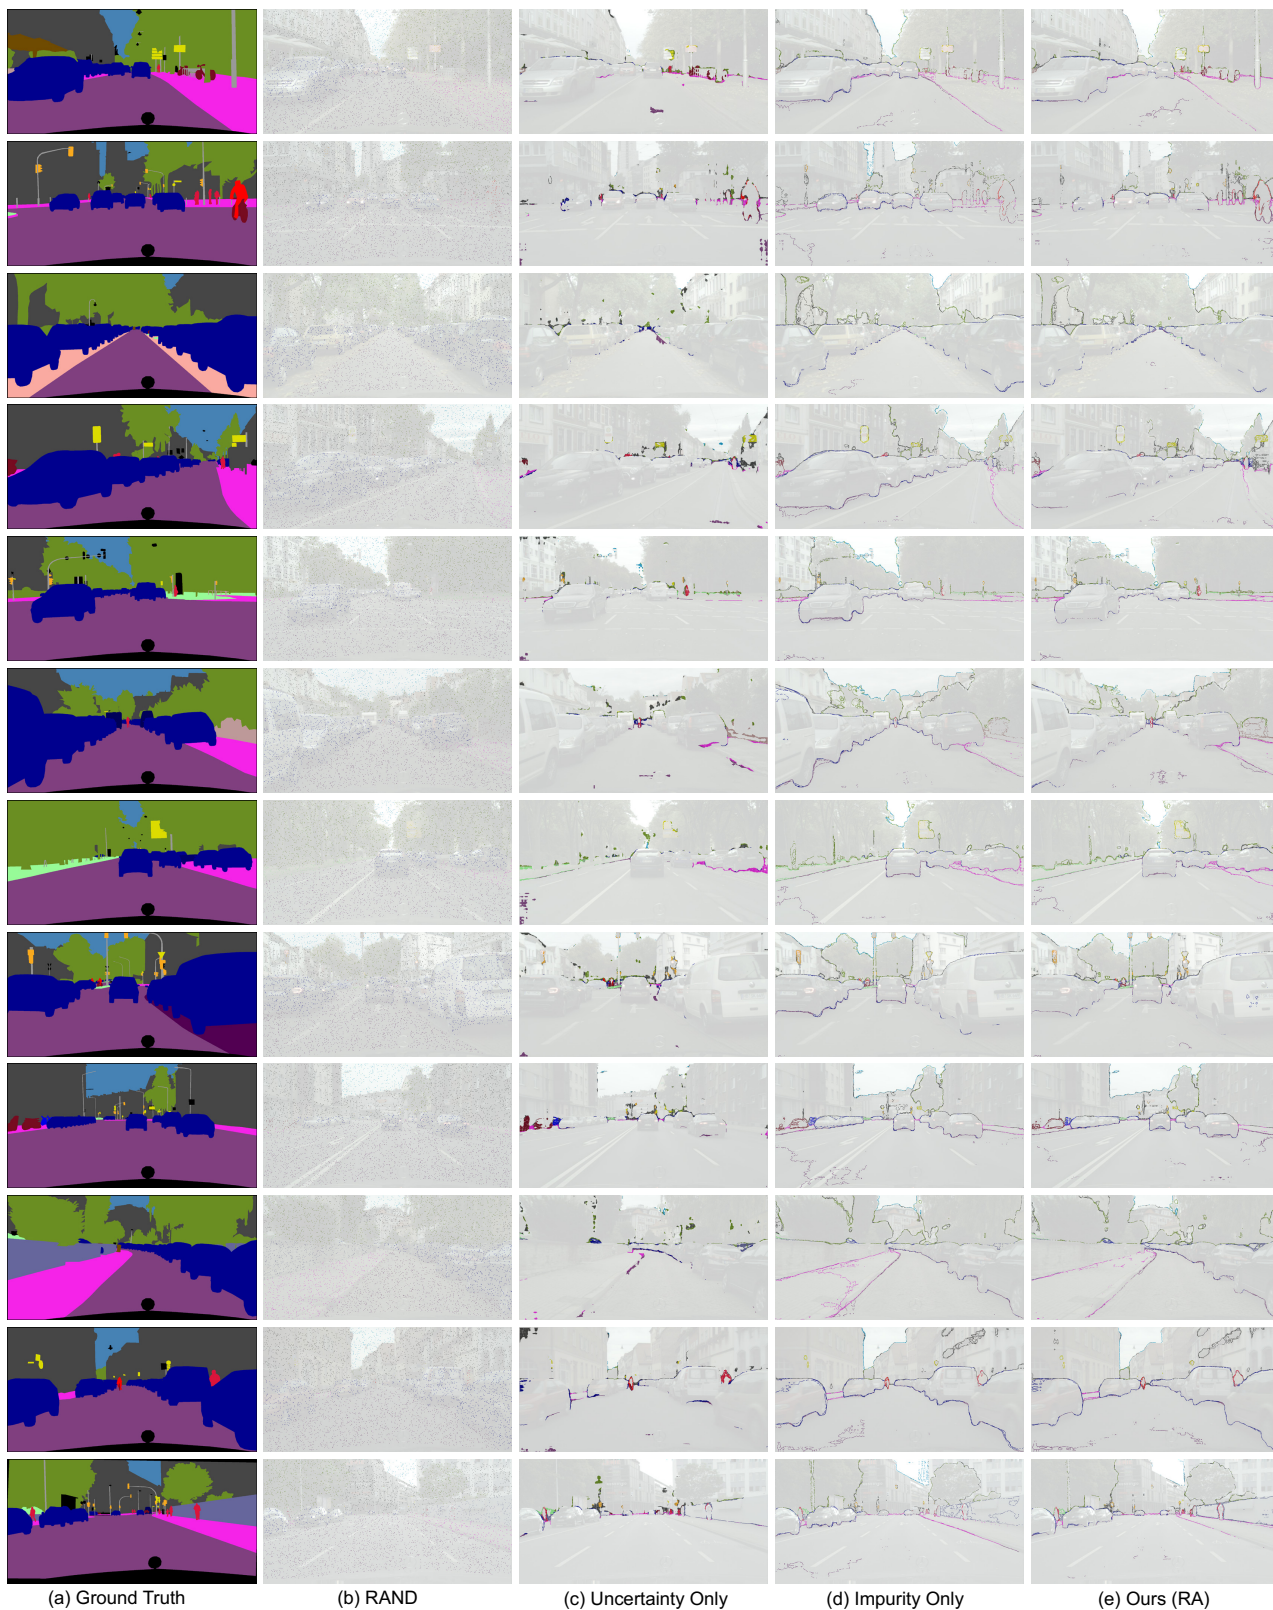 (a) Ground Truth
(b) RAND
(c) Uncertainty Only
(d) Impurity Only
(e) Ours (RA)